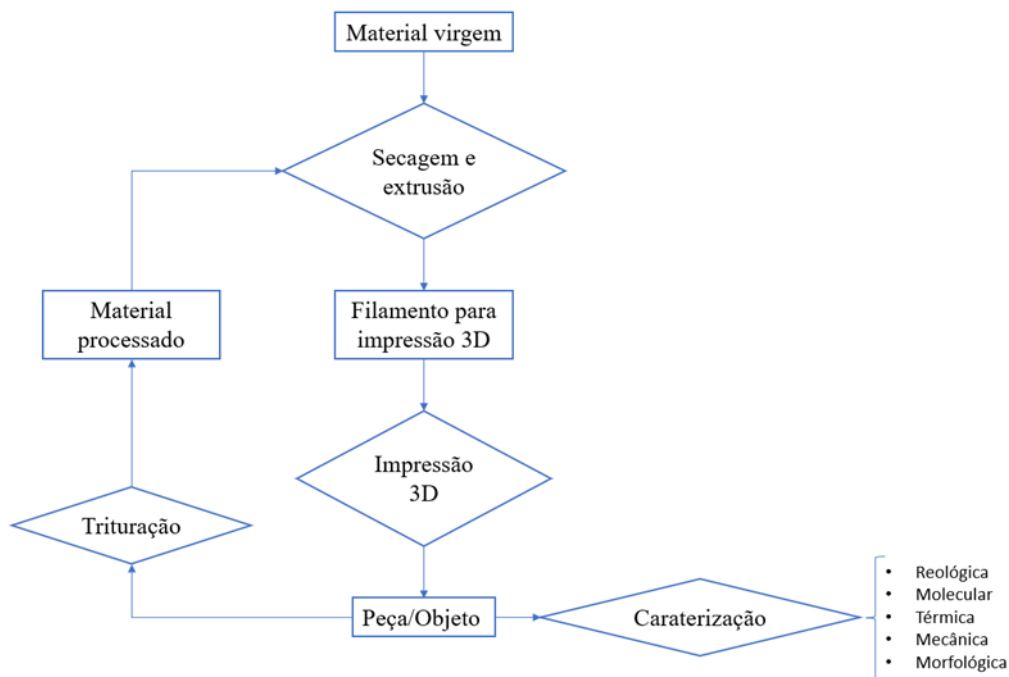 Material virgem
Secagem e
extrusão
Material
processado
Filamento para
impressão 3D
Impressão
3D
Trituração
Peça/Objeto
Caraterização
• Reológica
• Molecular
• Térmica
• Mecânica
• Morfológica